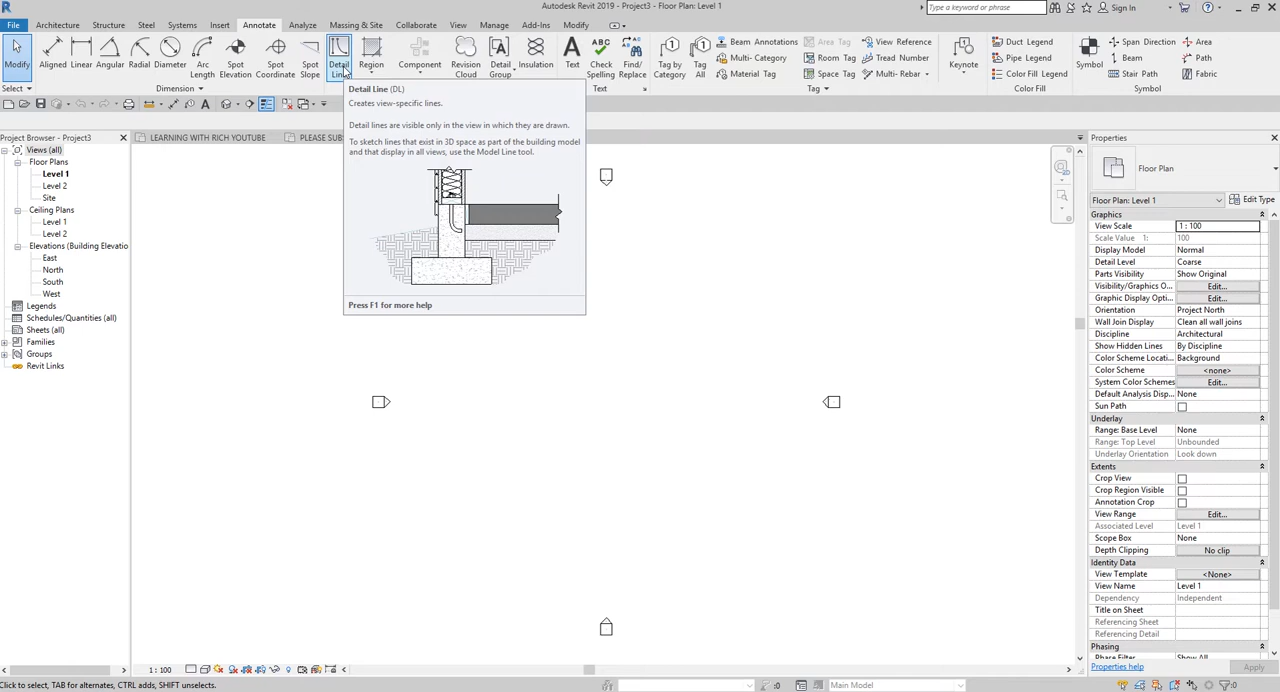 Autodesk Revit 2019 - Project3 - Floor Plan: Level 1
Type a keyword or phrase
Sign In
File Architecture Structure Steel Systems Insert Annotate Analyze Massing & Site Collaborate View Manage Add-Ins Modify
Modify
Aligned Linear Angular Radial Diameter Arc Length Spot Elevation Spot Coordinate Spot Slope
Detail Line Region Component Revision Cloud Detail Group Insulation
Text Check Spelling Find/ Replace
Tag by Category Tag All
Beam Annotations
Multi- Category
Material Tag
Area Tag
Room Tag
Space Tag
View Reference
Tread Number
Multi- Rebar
Keynote
Duct Legend
Pipe Legend
Color Fill Legend
Symbol
Span Direction
Beam
Stair Path
Area
Path
Fabric
Select Dimension Text Tag Color Fill Symbol
Detail Line (DL)
Creates view-specific lines.
Detail lines are visible only in the view in which they are drawn.
To sketch lines that exist in 3D space as part of the building model
and that display in all views, use the Model Line tool.
Press F1 for more help
Project Browser - Project3
LEARNING WITH RICH YOUTUBE
PLEASE SUB
Views (all)
Floor Plans
Level 1
Level 2
Site
Ceiling Plans
Level 1
Level 2
Elevations (Building Elevatio
East
North
South
West
Legends
Schedules/Quantities (all)
Sheets (all)
Families
Groups
Revit Links
Properties
Floor Plan
Floor Plan: Level 1 Edit Type
Graphics
View Scale 1 : 100
Scale Value 1: 100
Display Model Normal
Detail Level Coarse
Parts Visibility Show Original
Visibility/Graphics O... Edit...
Graphic Display Opti... Edit...
Orientation Project North
Wall Join Display Clean all wall joins
Discipline Architectural
Show Hidden Lines By Discipline
Color Scheme Locati... Background
Color Scheme <none>
System Color Schemes Edit...
Default Analysis Disp... None
Sun Path
Underlay
Range: Base Level None
Range: Top Level Unbounded
Underlay Orientation Look down
Extents
Crop View
Crop Region Visible
Annotation Crop
View Range Edit...
Associated Level Level 1
Scope Box None
Depth Clipping No clip
Identity Data
View Template <None>
View Name Level 1
Dependency Independent
Title on Sheet
Referencing Sheet
Referencing Detail
Phasing
Phase Filter Show All
Properties help Apply
1 : 100
Click to select, TAB for alternates, CTRL adds, SHIFT unselects.
:0
Main Model
:0